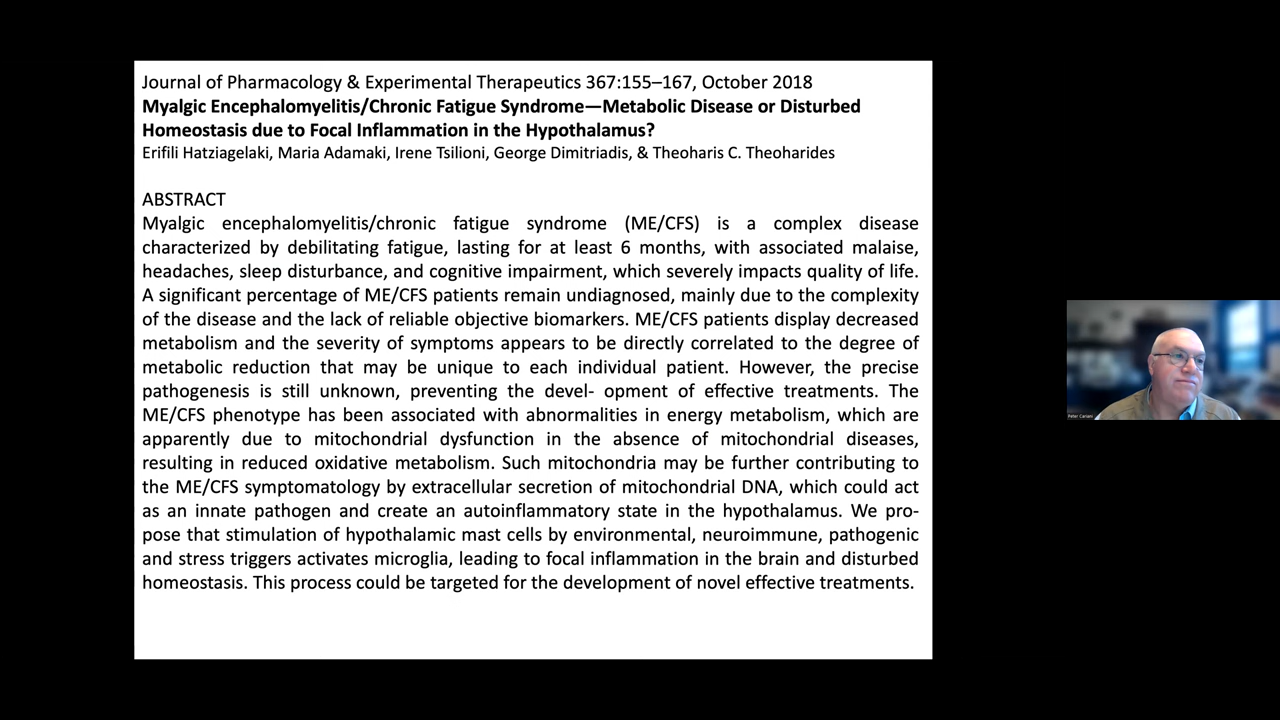 Journal of Pharmacology & Experimental Therapeutics 367:155–167, October 2018
Myalgic Encephalomyelitis/Chronic Fatigue Syndrome—Metabolic Disease or Disturbed
Homeostasis due to Focal Inflammation in the Hypothalamus?
Erifili Hatziagelaki, Maria Adamaki, Irene Tsilioni, George Dimitriadis, & Theoharis C. Theoharides
ABSTRACT
Myalgic encephalomyelitis/chronic fatigue syndrome (ME/CFS) is a complex disease
characterized by debilitating fatigue, lasting for at least 6 months, with associated malaise,
headaches, sleep disturbance, and cognitive impairment, which severely impacts quality of life.
A significant percentage of ME/CFS patients remain undiagnosed, mainly due to the complexity
of the disease and the lack of reliable objective biomarkers. ME/CFS patients display decreased
metabolism and the severity of symptoms appears to be directly correlated to the degree of
metabolic reduction that may be unique to each individual patient. However, the precise
pathogenesis is still unknown, preventing the devel- opment of effective treatments. The
ME/CFS phenotype has been associated with abnormalities in energy metabolism, which are
apparently due to mitochondrial dysfunction in the absence of mitochondrial diseases,
resulting in reduced oxidative metabolism. Such mitochondria may be further contributing to
the ME/CFS symptomatology by extracellular secretion of mitochondrial DNA, which could act
as an innate pathogen and create an autoinflammatory state in the hypothalamus. We pro-
pose that stimulation of hypothalamic mast cells by environmental, neuroimmune, pathogenic
and stress triggers activates microglia, leading to focal inflammation in the brain and disturbed
homeostasis. This process could be targeted for the development of novel effective treatments.
Peter Cariani